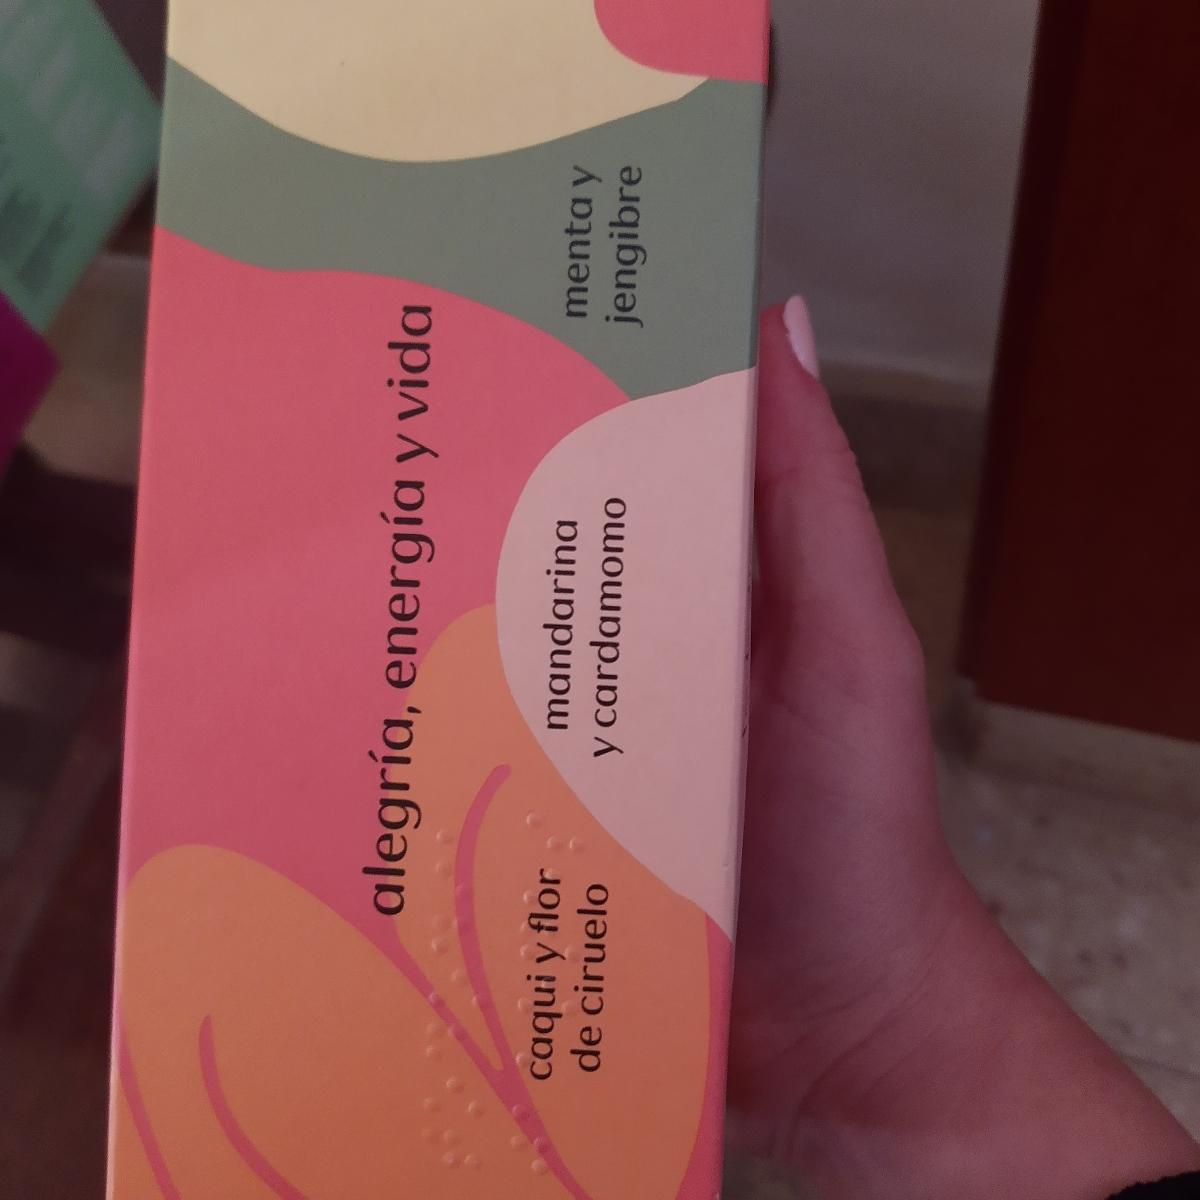 alegría, energía y vida
caqui y flor
de ciruelo
mandarina
y cardamomo
menta y
jengibre